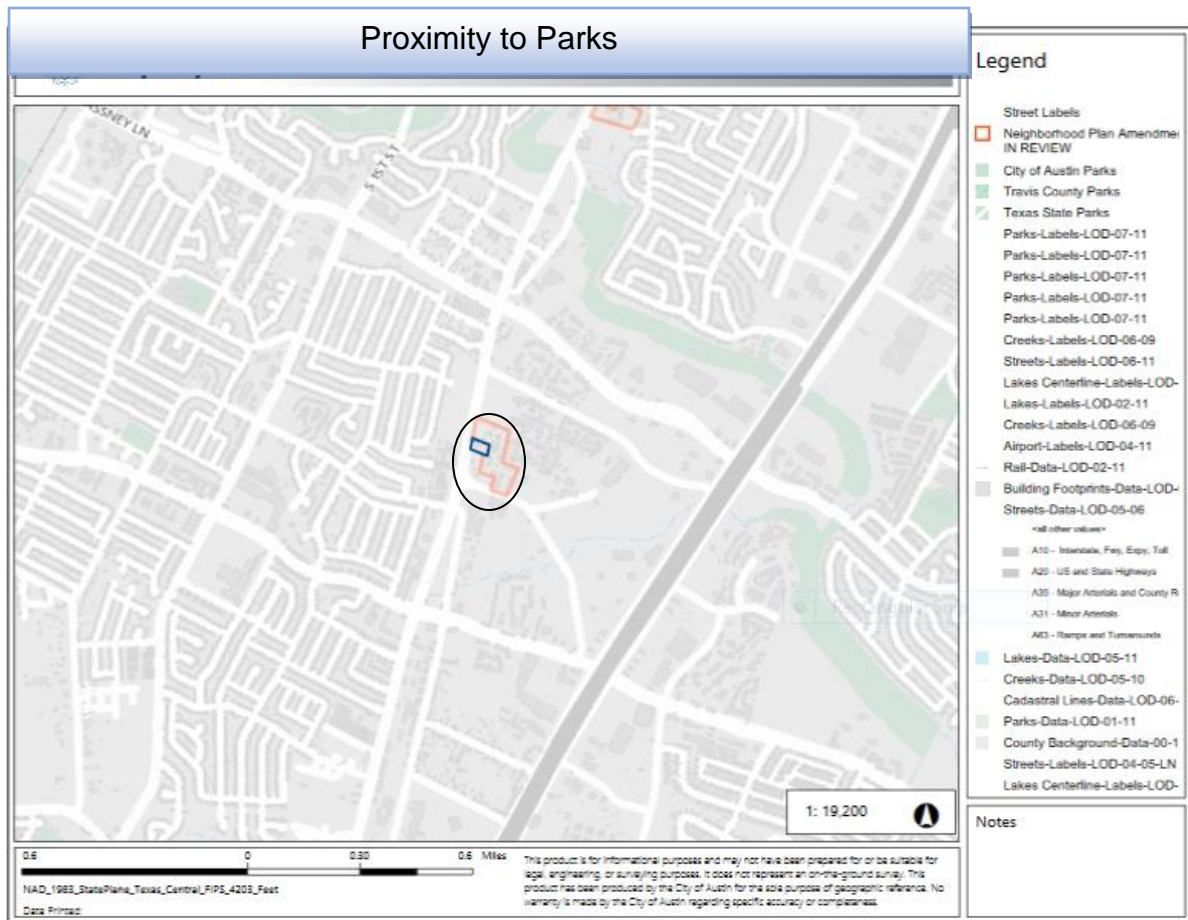 Proximity to Parks
SSNEY LN
S 1ST ST
1: 19,200
0.6 0 0.30 0.6 Miles
NAD_1983_StatePlane_Texas_Central_FIPS_4203_Feet
Date Printed:
This product is for informational purposes and may not have been prepared for or be suitable for
legal, engineering, or surveying purposes. It does not represent an on-the-ground survey. This
product has been produced by the City of Austin for the sole purpose of geographic reference. No
warranty is made by the City of Austin regarding specific accuracy or completeness.
Legend
Street Labels
Neighborhood Plan Amendme
IN REVIEW
City of Austin Parks
Travis County Parks
Texas State Parks
Parks-Labels-LOD-07-11
Parks-Labels-LOD-07-11
Parks-Labels-LOD-07-11
Parks-Labels-LOD-07-11
Parks-Labels-LOD-07-11
Creeks-Labels-LOD-06-09
Streets-Labels-LOD-06-11
Lakes Centerline-Labels-LOD-
Lakes-Labels-LOD-02-11
Creeks-Labels-LOD-06-09
Airport-Labels-LOD-04-11
Rail-Data-LOD-02-11
Building Footprints-Data-LOD-
Streets-Data-LOD-05-06
<all other values>
A10 - Interstate, Fwy, Expy, Toll
A20 - US and State Highways
A30 - Major Arterials and County R
A31 - Minor Arterials
A63 - Ramps and Turnarounds
Lakes-Data-LOD-05-11
Creeks-Data-LOD-05-10
Cadastral Lines-Data-LOD-06-
Parks-Data-LOD-01-11
County Background-Data-00-1
Streets-Labels-LOD-04-05-LN
Lakes Centerline-Labels-LOD-
Notes